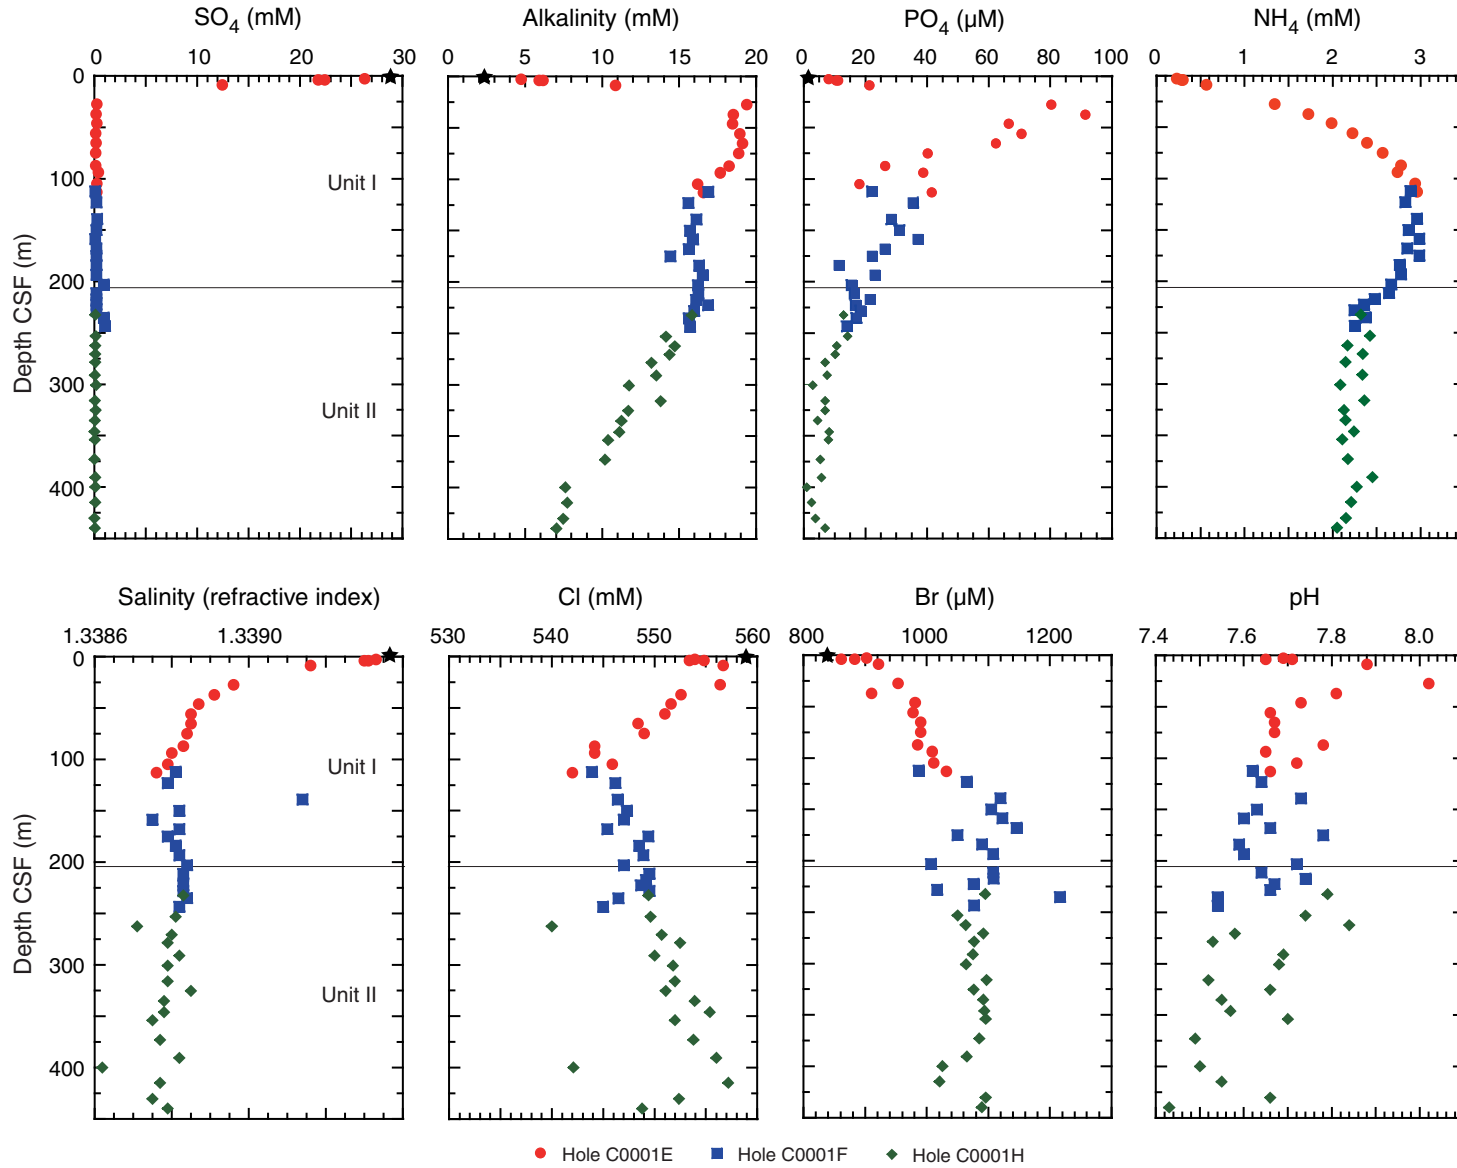 SO4 (mM) Alkalinity (mM) PO4 (µM) NH4 (mM)
0 10 20 30 0 5 10 15 20 0 20 40 60 80 100 0 1 2 3
0
100
200
300
400
Depth CSF (m)
Unit I
Unit II
Salinity (refractive index) Cl (mM) Br (µM) pH
1.3386 1.3390 530 540 550 560 800 1000 1200 7.4 7.6 7.8 8.0
0
100
200
300
400
Depth CSF (m)
Unit I
Unit II
Hole C0001E Hole C0001F Hole C0001H